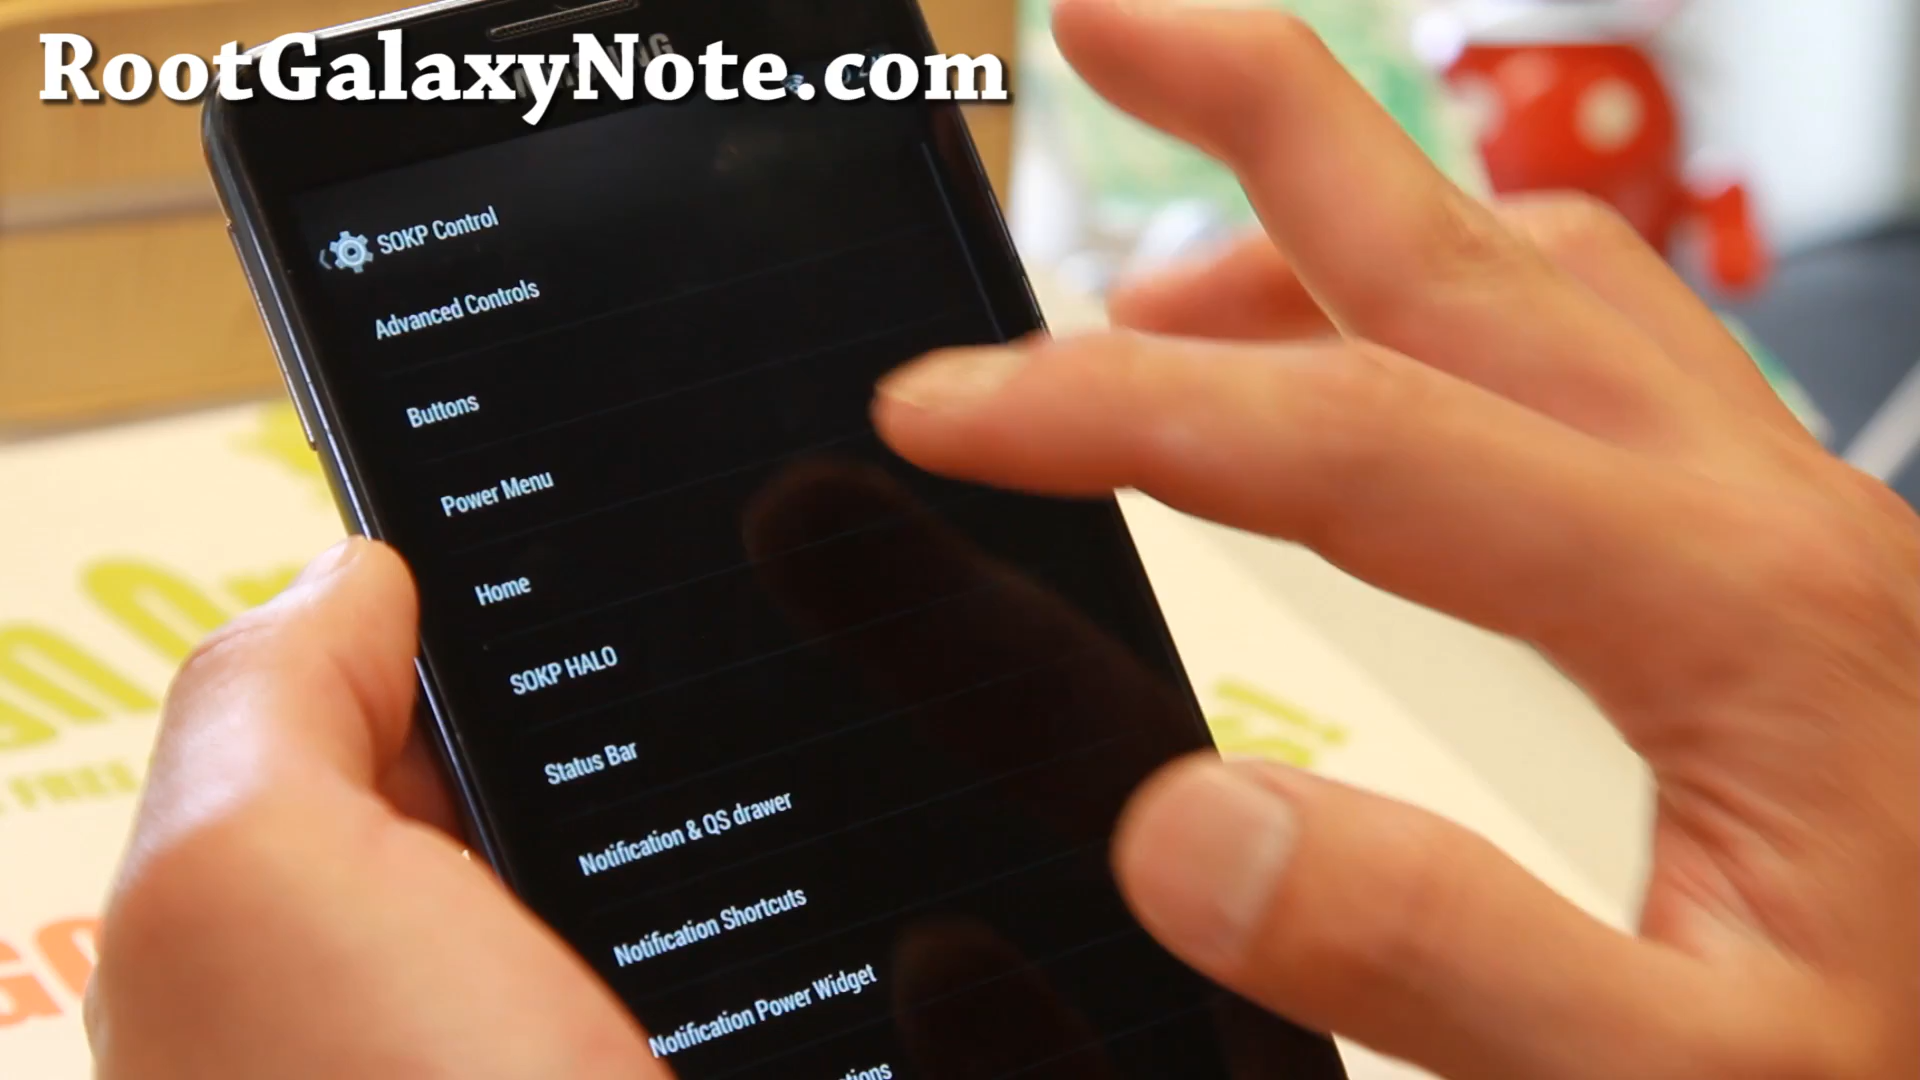 RootGalaxyNote.com
SAMSUNG
SOKP Control
Advanced Controls
Buttons
Power Menu
Home
SOKP HALO
Status Bar
Notification & QS drawer
Notification Shortcuts
Notification Power Widget